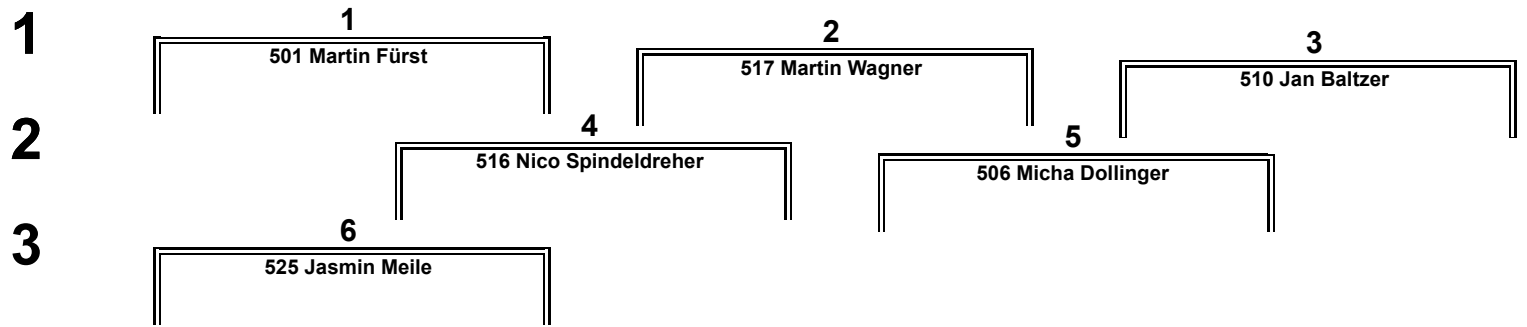 1
1
501 Martin Fürst
2
517 Martin Wagner
3
510 Jan Baltzer
2
4
516 Nico Spindeldreher
5
506 Micha Dollinger
3
6
525 Jasmin Meile